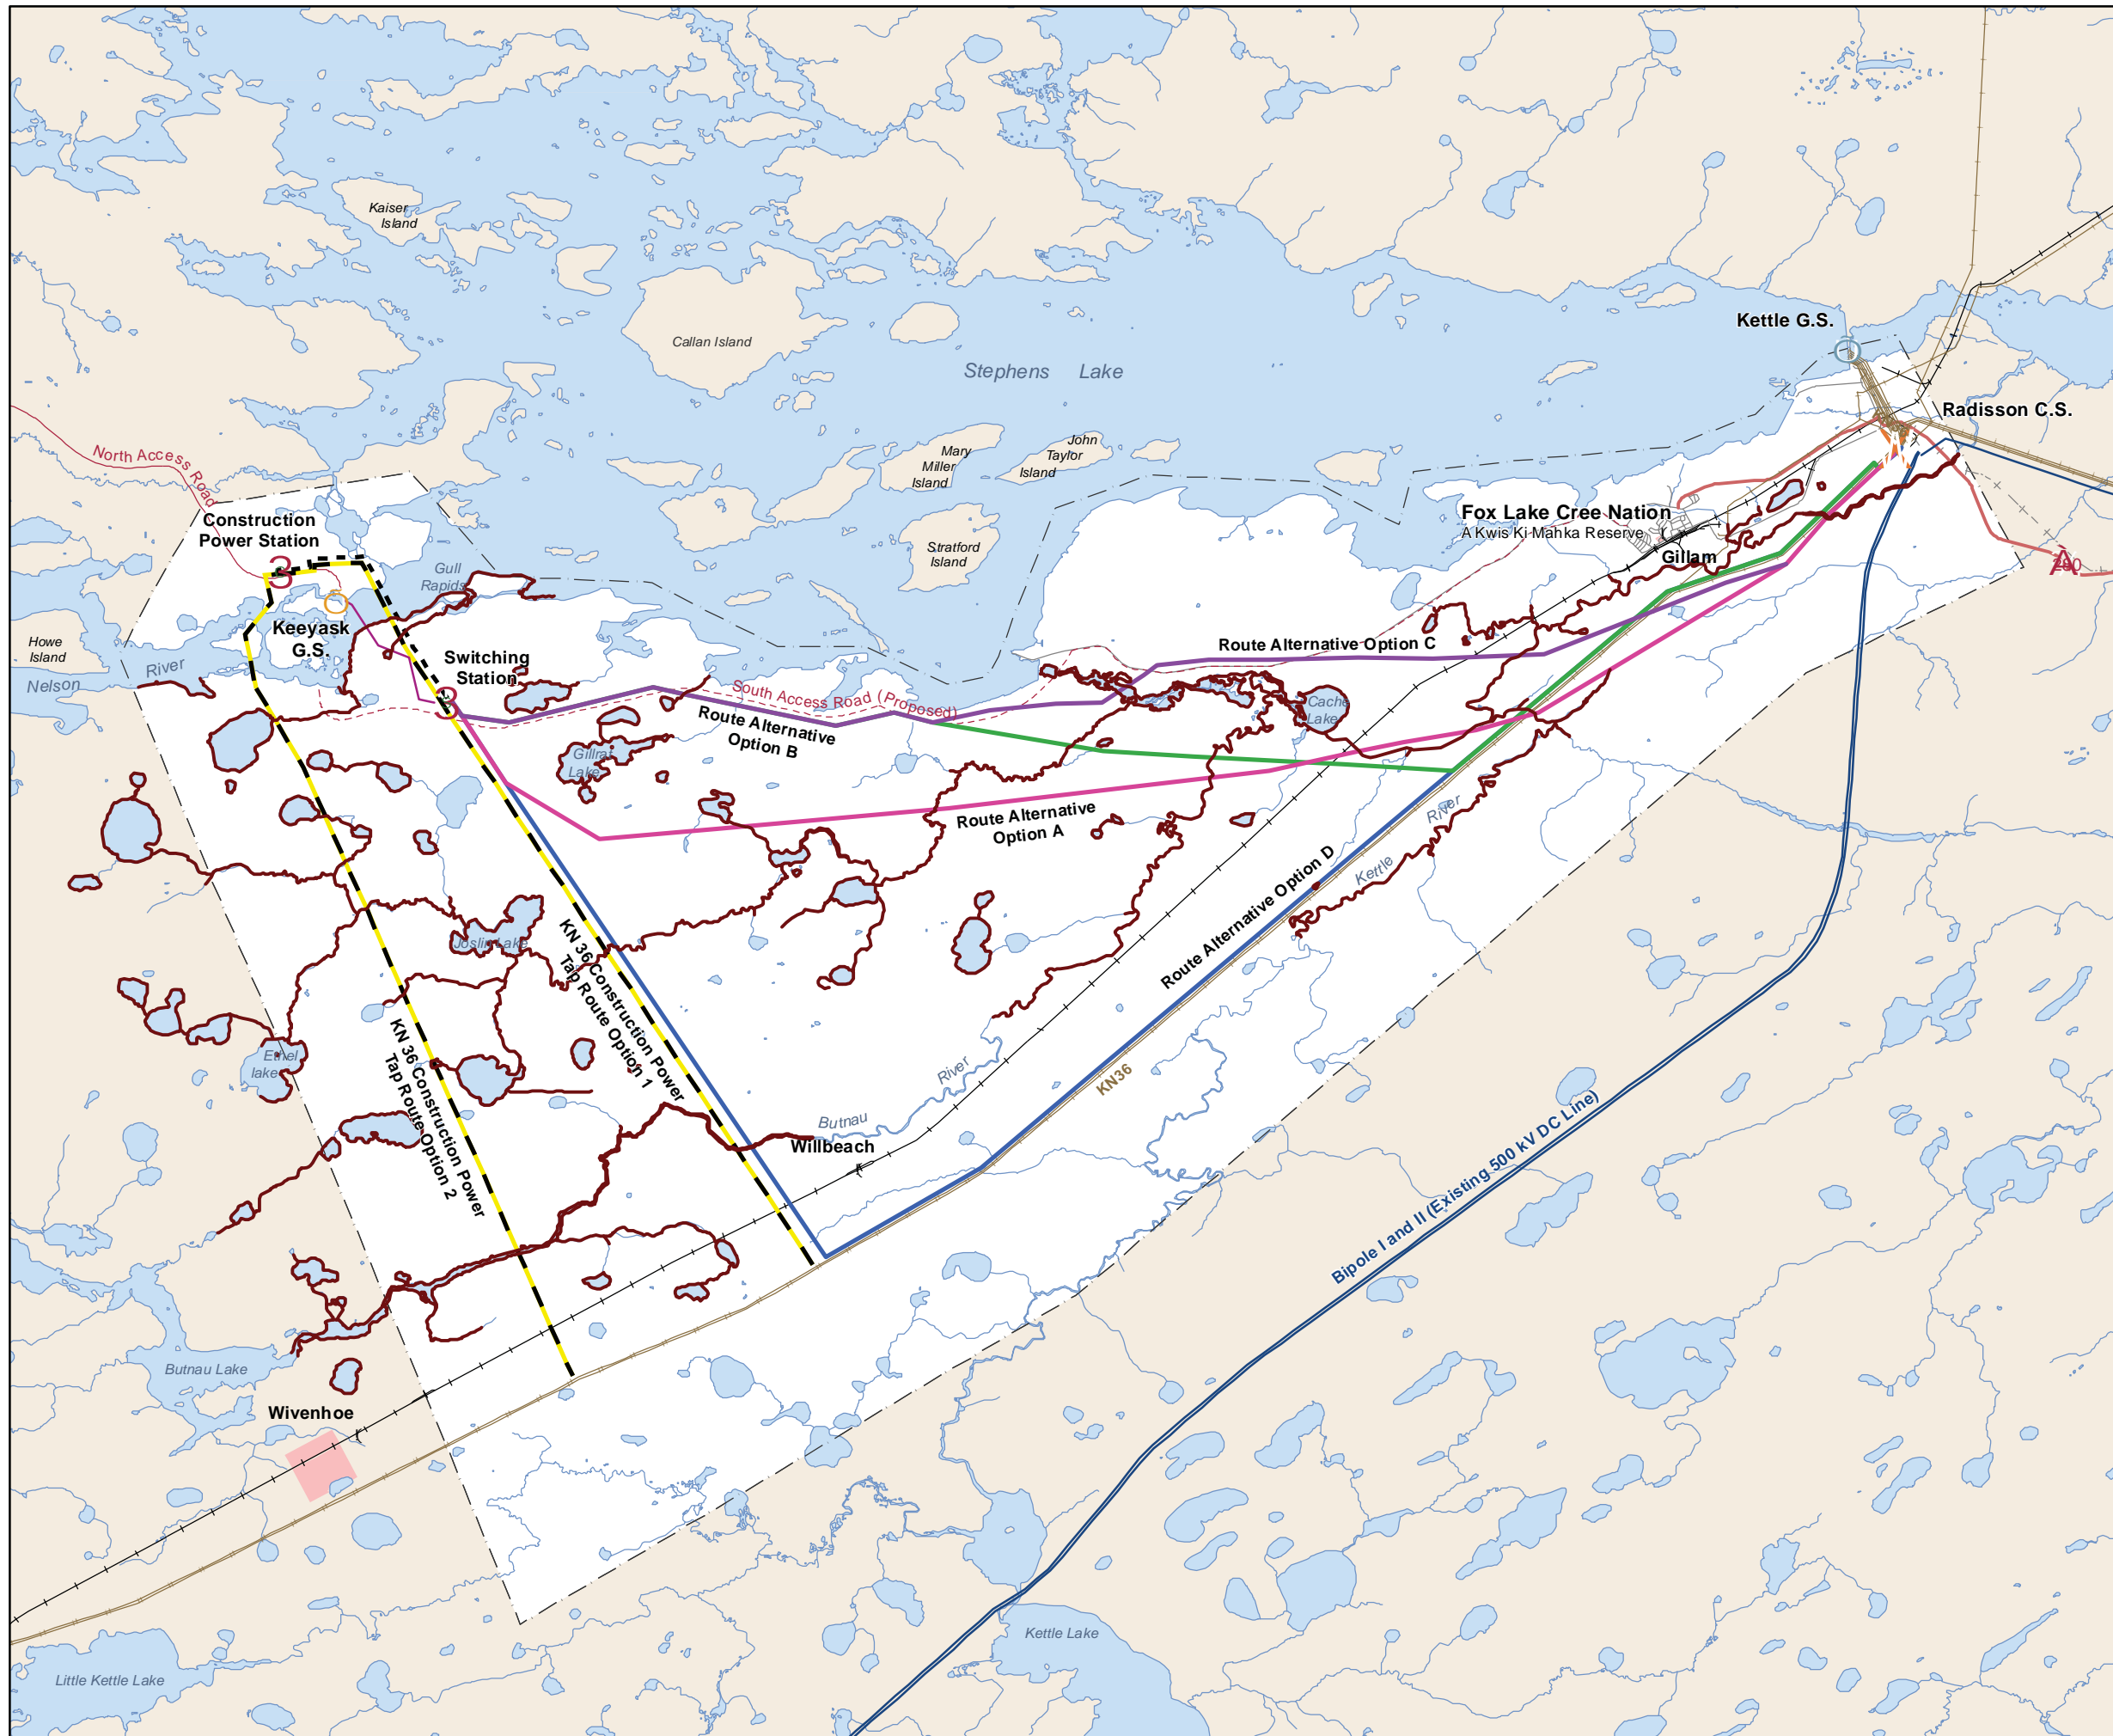 Kaiser
Island
Callan Island
Stephens Lake
Kettle G.S.
Radisson C.S.
Mary
Miller
Island
John
Taylor
Island
North Access Road
Construction
Power Station
3
Gull
Rapids
Stratford
Island
Fox Lake Cree Nation
A Kwis Ki Mahka Reserve
Gillam
280
Keeyask
G.S.
Howe
Island
Nelson
River
Switching
Station
3
Route Alternative Option C
South Access Road (Proposed)
Route Alternative
Option B
Cache
Lake
Gillrat
Lake
Route Alternative
Option A
River
Kettle
Route Alternative Option D
Joslin Lake
KN 36 Construction Power
Tap Route Option 1
KN 36 Construction Power
Tap Route Option 2
Ethel
lake
River
Butnau
KN36
Willbeach
Bipole I and II (Existing 500 kV DC Line)
Butnau Lake
Wivenhoe
Kettle Lake
Little Kettle Lake